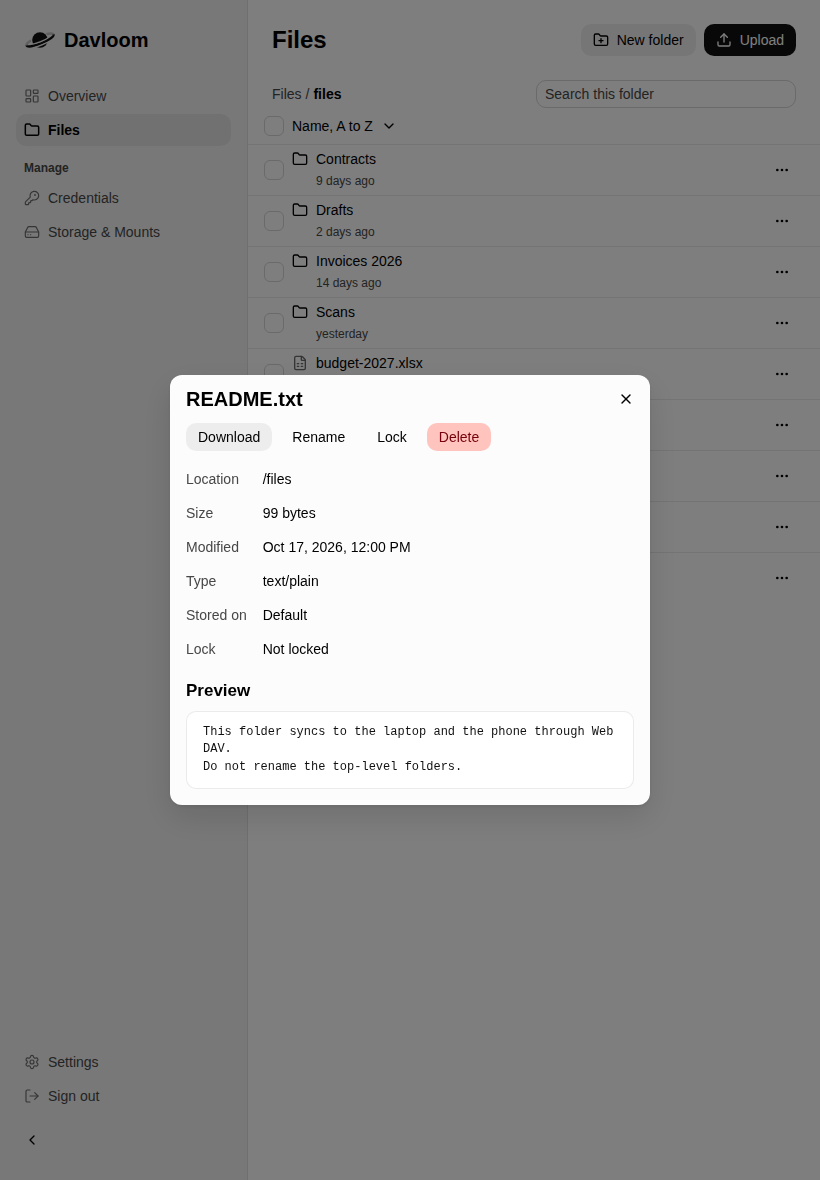 Davloom
Overview
Files
Manage
Credentials
Storage & Mounts
Settings
Sign out
Files
New folder
Upload
Files / files
Search this folder
Name, A to Z
Contracts
9 days ago
Drafts
2 days ago
Invoices 2026
14 days ago
Scans
yesterday
budget-2027.xlsx
README.txt
Download Rename Lock Delete
Location /files
Size 99 bytes
Modified Oct 17, 2026, 12:00 PM
Type text/plain
Stored on Default
Lock Not locked
Preview
This folder syncs to the laptop and the phone through Web
DAV.
Do not rename the top-level folders.